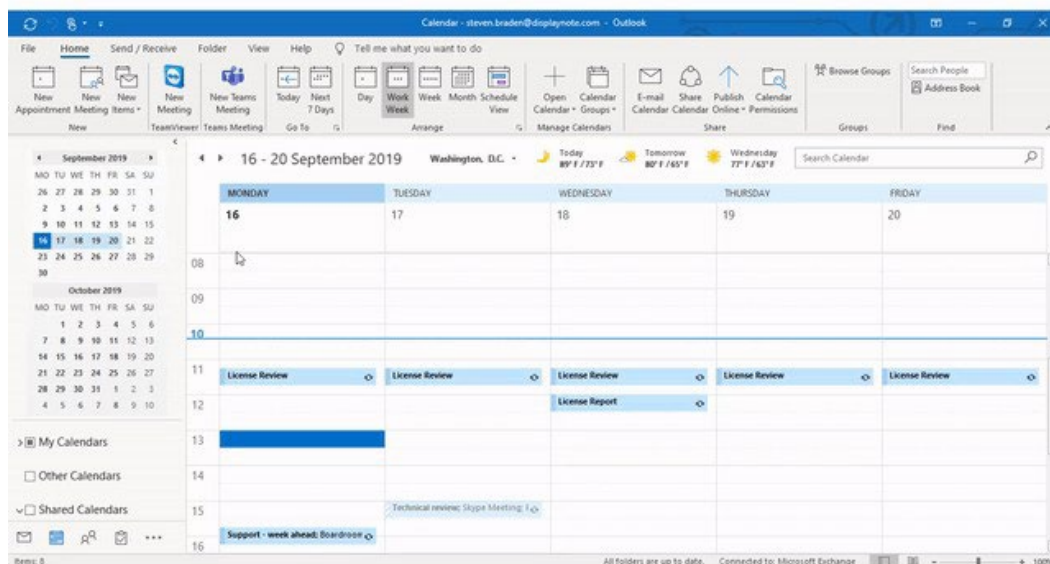 Calendar - steven.braden@displaynote.com - Outlook
File Home Send / Receive Folder View Help Tell me what you want to do
New Appointment New Meeting New Items New Meeting New Teams Meeting Today Next 7 Days Day Work Week Week Month Schedule View Open Calendar Calendar Groups E-mail Calendar Share Calendar Publish Online Calendar Permissions Browse Groups Search People
Address Book
New TeamViewer Teams Meeting Go To Arrange Manage Calendars Share Groups Find
September 2019
MO TU WE TH FR SA SU
26 27 28 29 30 31 1
2 3 4 5 6 7 8
9 10 11 12 13 14 15
16 17 18 19 20 21 22
23 24 25 26 27 28 29
30
October 2019
MO TU WE TH FR SA SU
1 2 3 4 5 6
7 8 9 10 11 12 13
14 15 16 17 18 19 20
21 22 23 24 25 26 27
28 29 30 31 1 2 3
4 5 6 7 8 9 10
My Calendars
Other Calendars
Shared Calendars
16 - 20 September 2019 Washington, D.C. Today 89° F / 73° F Tomorrow 80° F / 65° F Wednesday 77° F / 63° F Search Calendar
MONDAY TUESDAY WEDNESDAY THURSDAY FRIDAY
16 17 18 19 20
08
09
10
11 License Review License Review License Review License Review License Review
12 License Report
13
14
15 Technical review; Skype Meeting;
Support - week ahead; Boardroom
16
Items: 8 All folders are up to date. Connected to: Microsoft Exchange 100%